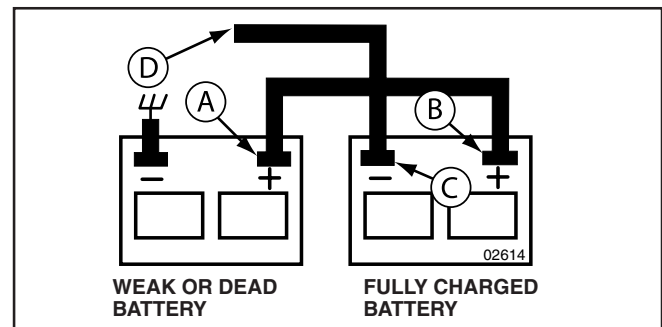 D
A
B
C
− +
− +
02614
WEAK OR DEAD
BATTERY
FULLY CHARGED
BATTERY